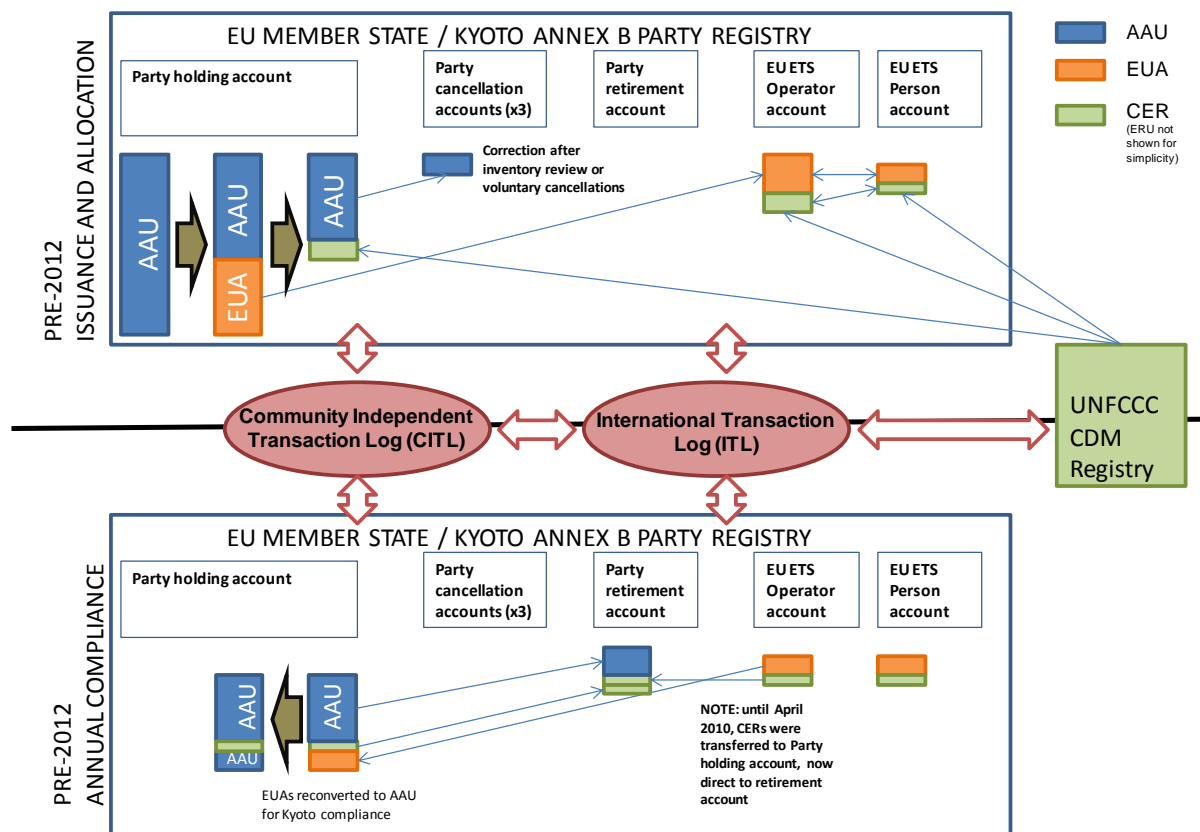 EU MEMBER STATE / KYOTO ANNEX B PARTY REGISTRY
Party holding account
Party
cancellation
accounts (x3)
Party
retirement
account
EU ETS
Operator
account
EU ETS
Person
account
AAU
EUA
CER
(ERU not
shown for
simplicity)
PRE-2012
ISSUANCE AND ALLOCATION
AAU
AAU
EUA
AAU
Correction after
inventory review or
voluntary cancellations
Community Independent
Transaction Log (CITL)
International Transaction
Log (ITL)
UNFCCC
CDM
Registry
EU MEMBER STATE / KYOTO ANNEX B PARTY REGISTRY
Party holding account
Party
cancellation
accounts (x3)
Party
retirement
account
EU ETS
Operator
account
EU ETS
Person
account
PRE-2012
ANNUAL COMPLIANCE
AAU
AAU
AAU
EUAs reconverted to AAU
for Kyoto compliance
NOTE: until April
2010, CERs were
transferred to Party
holding account, now
direct to retirement
account